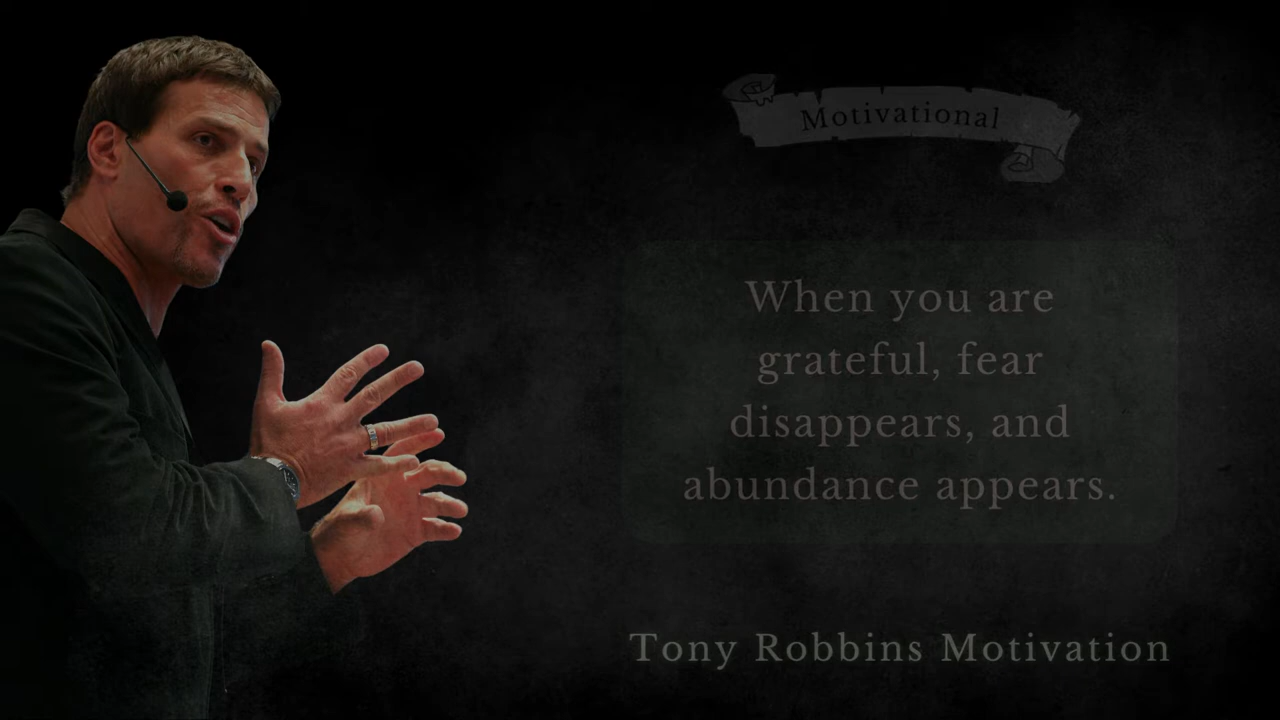 Motivational
When you are
grateful, fear
disappears, and
abundance appears.
Tony Robbins Motivation